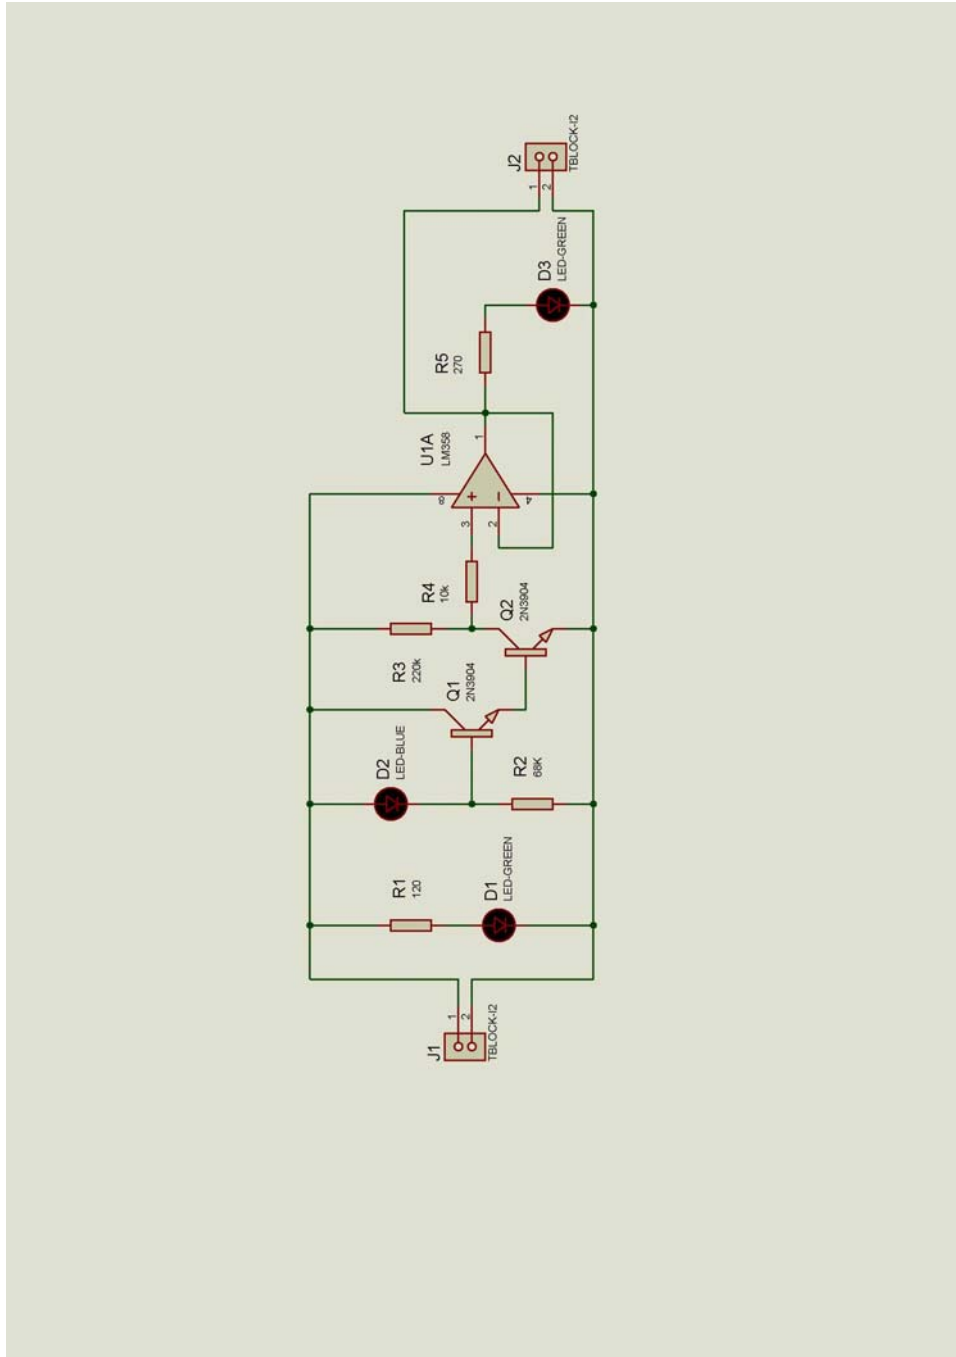 J1
TBLOCK-I2
1
2
R1
120
D1
LED-GREEN
D2
LED-BLUE
R2
68K
Q1
2N3904
R3
220k
Q2
2N3904
R4
10k
U1A
LM358
3
2
8
4
1
+
−
R5
270
D3
LED-GREEN
J2
TBLOCK-I2
1
2